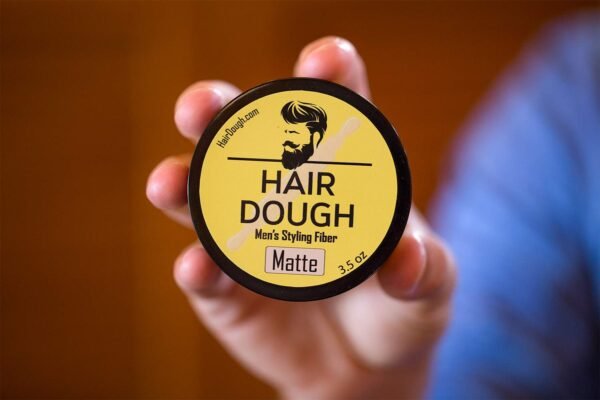 HairDough.com
HAIR
DOUGH
Men's Styling Fiber
Matte
3.5 oz